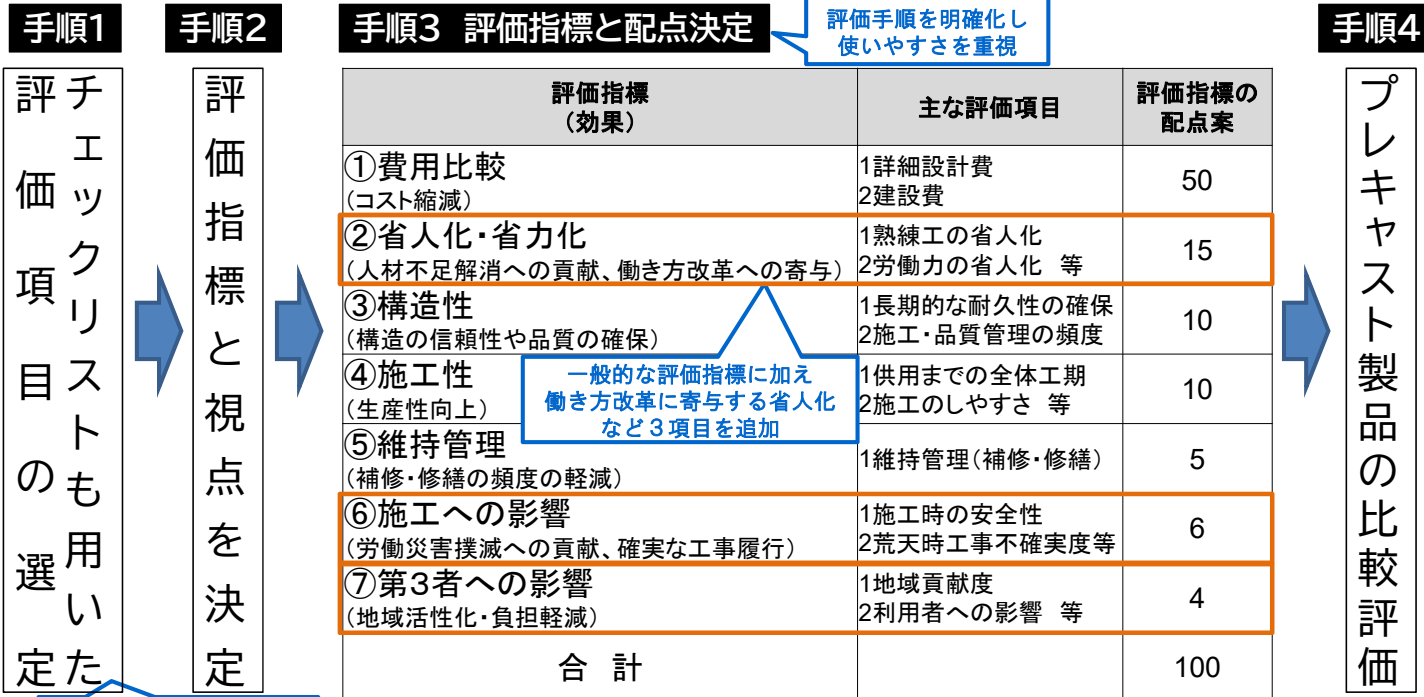 手順1
チェックリストも用いた
評価項目の選定
手順2
評価指標と視点を決定
手順3 評価指標と配点決定
評価手順を明確化し
使いやすさを重視
評価指標
(効果)
主な評価項目
評価指標の
配点案
①費用比較
(コスト縮減)
1詳細設計費
2建設費
50
②省人化・省力化
(人材不足解消への貢献、働き方改革への寄与)
1熟練工の省人化
2労働力の省人化 等
15
③構造性
(構造の信頼性や品質の確保)
1長期的な耐久性の確保
2施工・品質管理の頻度
10
④施工性
(生産性向上)
1供用までの全体工期
2施工のしやすさ 等
10
一般的な評価指標に加え
働き方改革に寄与する省人化
など3項目を追加
⑤維持管理
(補修・修繕の頻度の軽減)
1維持管理(補修・修繕)
5
⑥施工への影響
(労働災害撲滅への貢献、確実な工事履行)
1施工時の安全性
2荒天時工事不確実度等
6
⑦第3者への影響
(地域活性化・負担軽減)
1地域貢献度
2利用者への影響 等
4
合 計
100
手順4
プレキャスト製品の比較評価